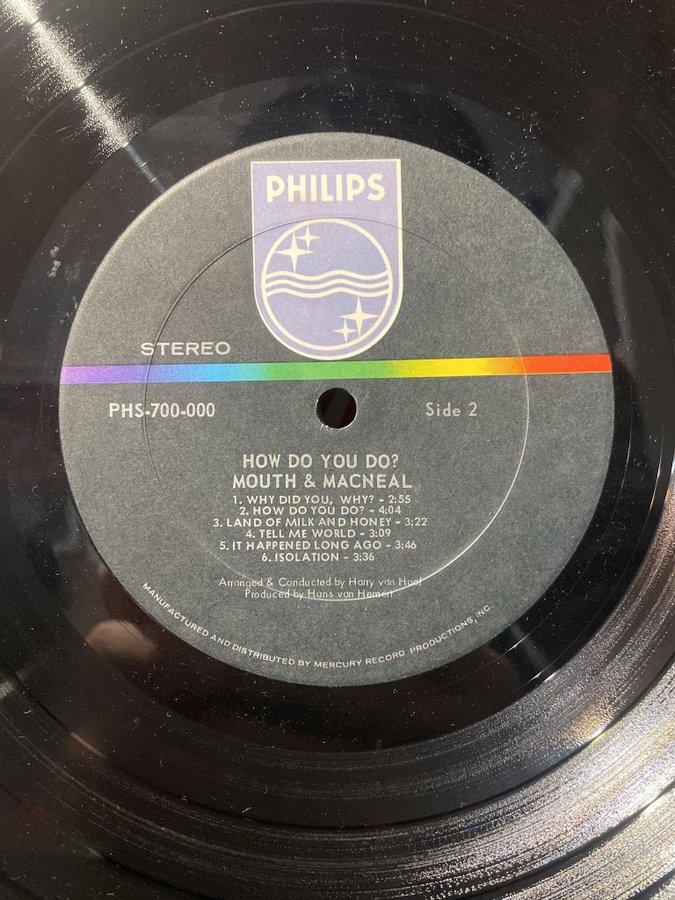 PHILIPS
STEREO
PHS-700-000
Side 2
HOW DO YOU DO?
MOUTH & MACNEAL
1. WHY DID YOU, WHY? - 2:55
2. HOW DO YOU DO? - 4:04
3. LAND OF MILK AND HONEY - 3:22
4. TELL ME WORLD - 3:09
5. IT HAPPENED LONG AGO - 3:46
6. ISOLATION - 3:36
Arranged & Conducted by Harry van Hoof
Produced by Hans van Hemert
MANUFACTURED AND DISTRIBUTED BY MERCURY RECORD PRODUCTIONS, INC.